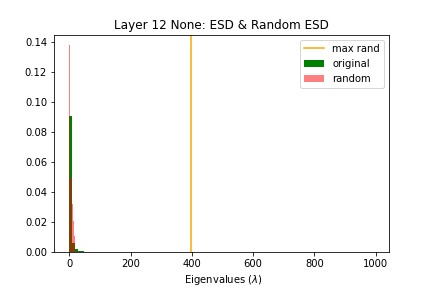 Layer 12 None: ESD & Random ESD
0.14
0.12
0.10
0.08
0.06
0.04
0.02
0.00
max rand
original
random
0 200 400 600 800 1000
Eigenvalues (λ)